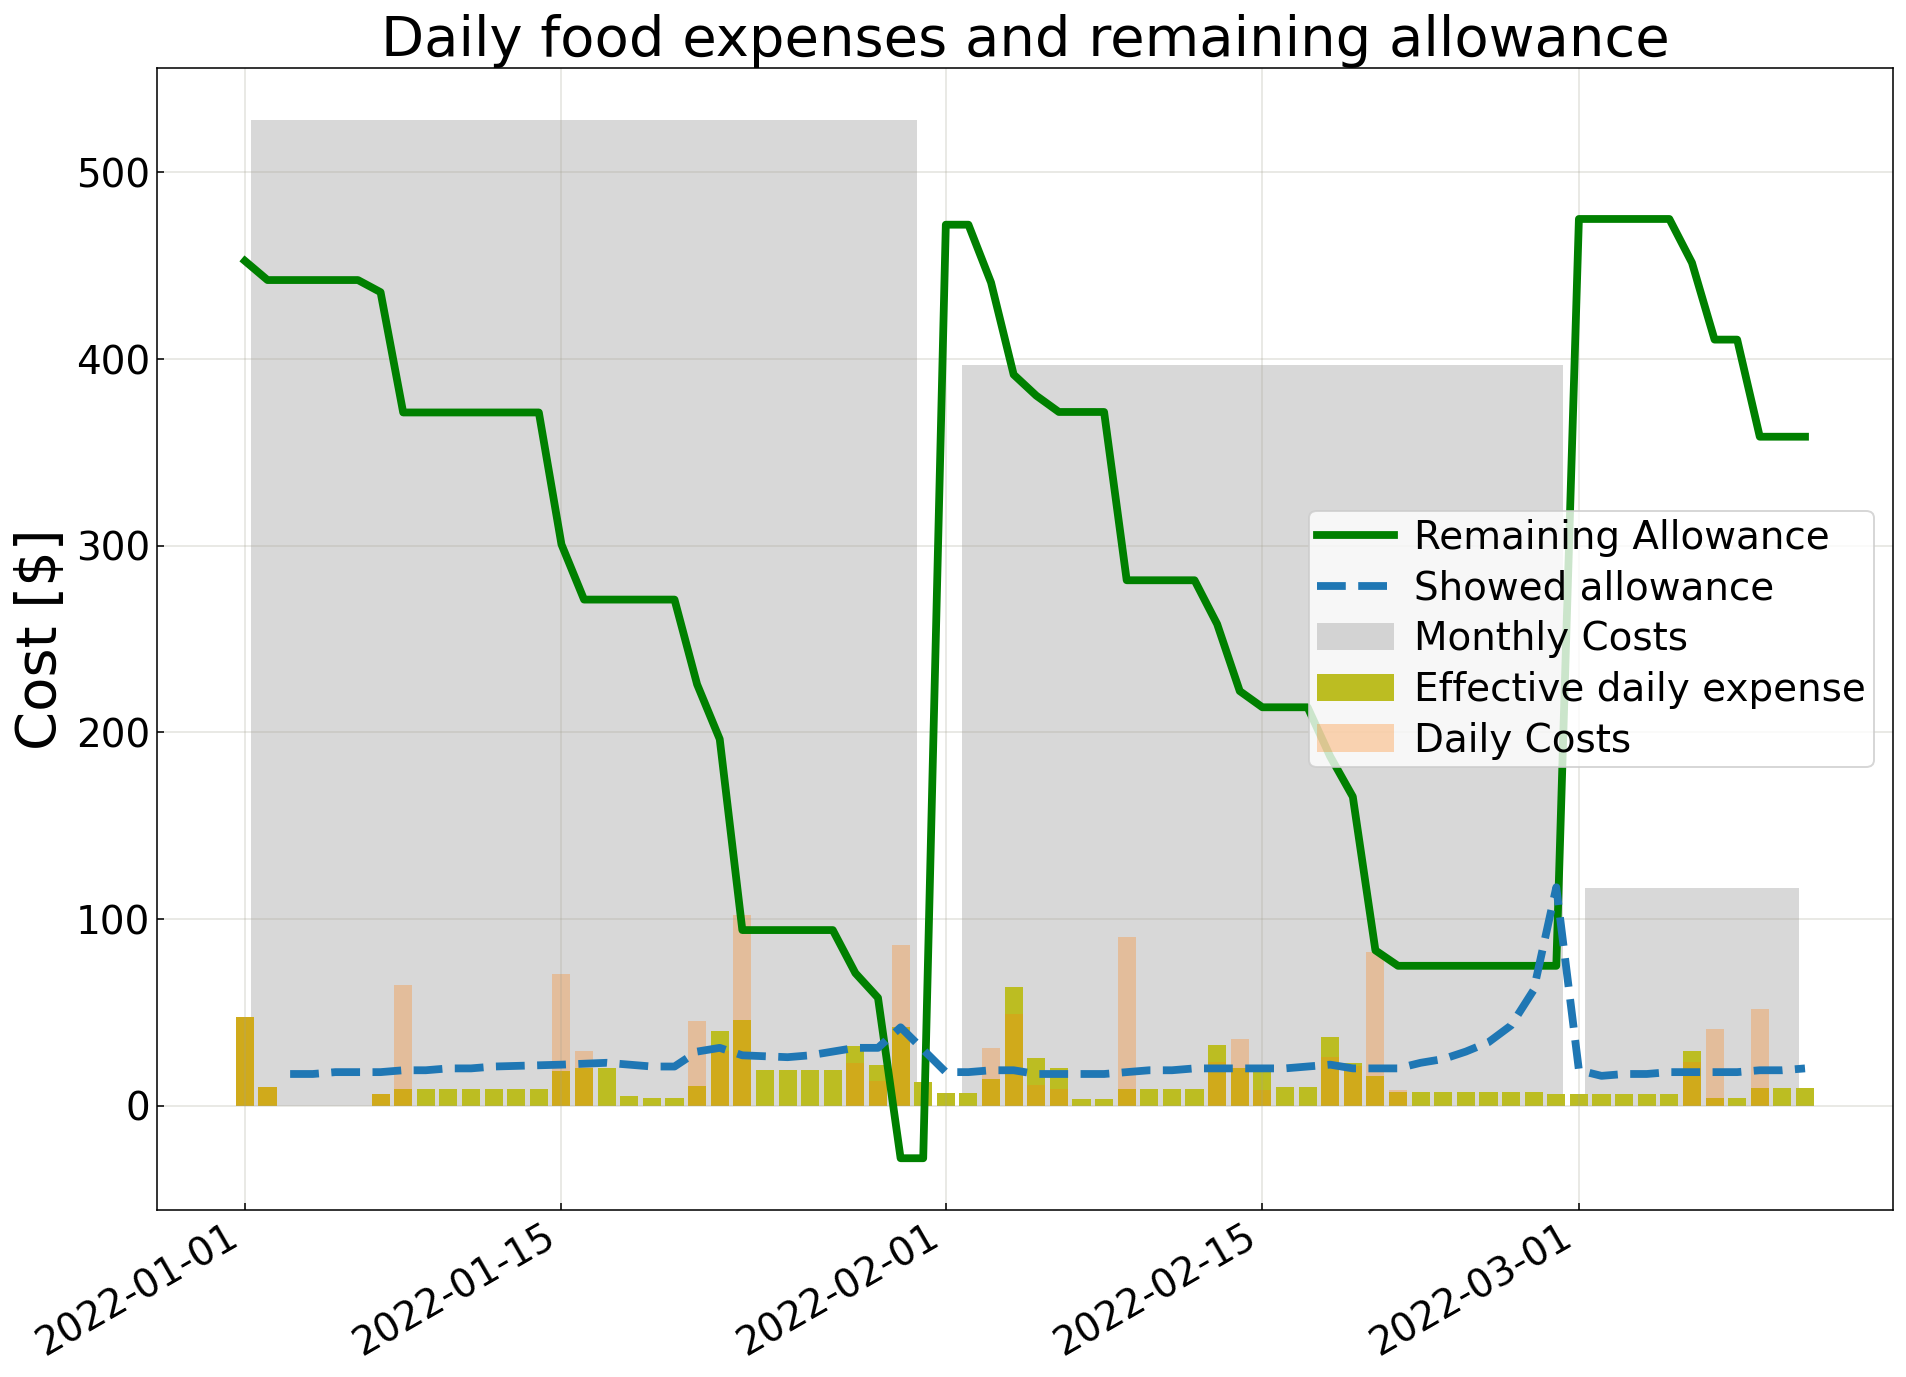 Daily food expenses and remaining allowance
Cost [$]
500
400
300
200
100
0
Remaining Allowance
Showed allowance
Monthly Costs
Effective daily expense
Daily Costs
2022-01-01
2022-01-15
2022-02-01
2022-02-15
2022-03-01